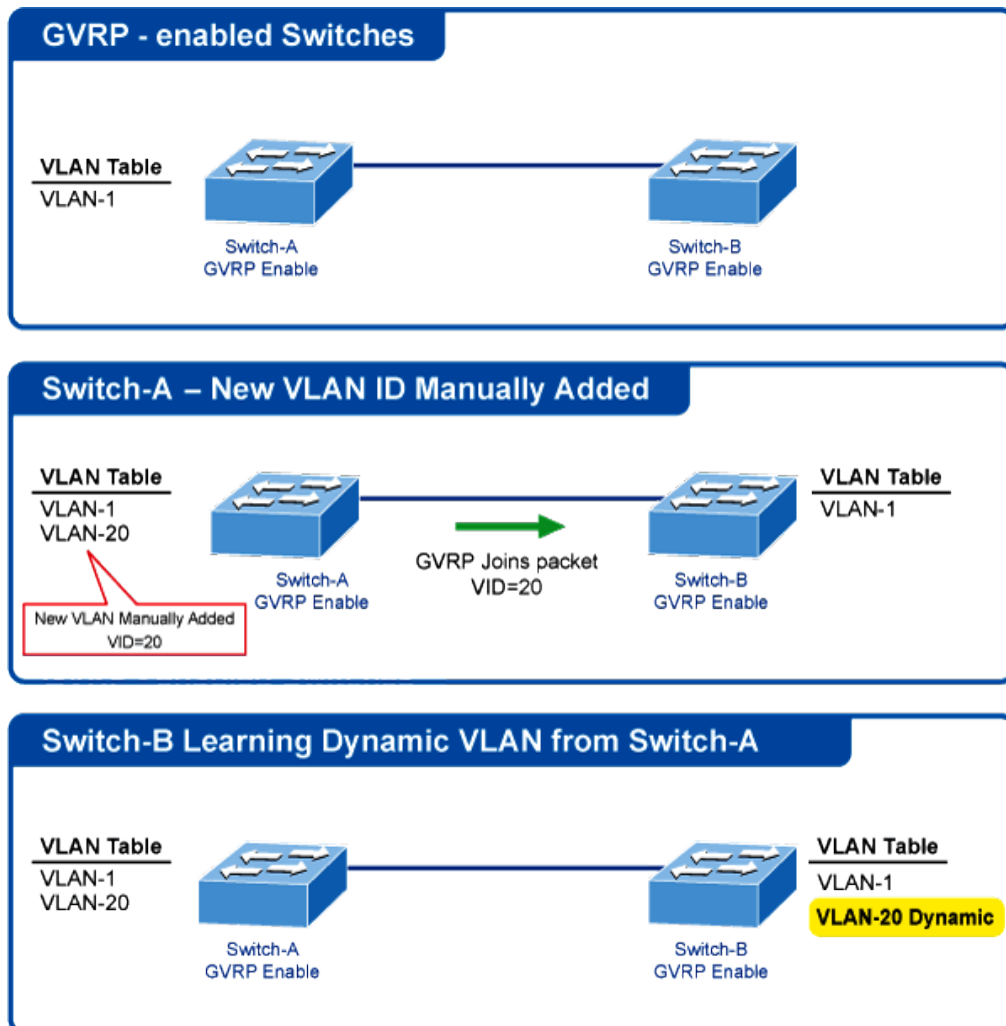 GVRP - enabled Switches
VLAN Table
VLAN-1
Switch-A
GVRP Enable
Switch-B
GVRP Enable
Switch-A – New VLAN ID Manually Added
VLAN Table
VLAN-1
VLAN-20
New VLAN Manually Added
VID=20
Switch-A
GVRP Enable
GVRP Joins packet
VID=20
Switch-B
GVRP Enable
VLAN Table
VLAN-1
Switch-B Learning Dynamic VLAN from Switch-A
VLAN Table
VLAN-1
VLAN-20
Switch-A
GVRP Enable
Switch-B
GVRP Enable
VLAN Table
VLAN-1
VLAN-20 Dynamic